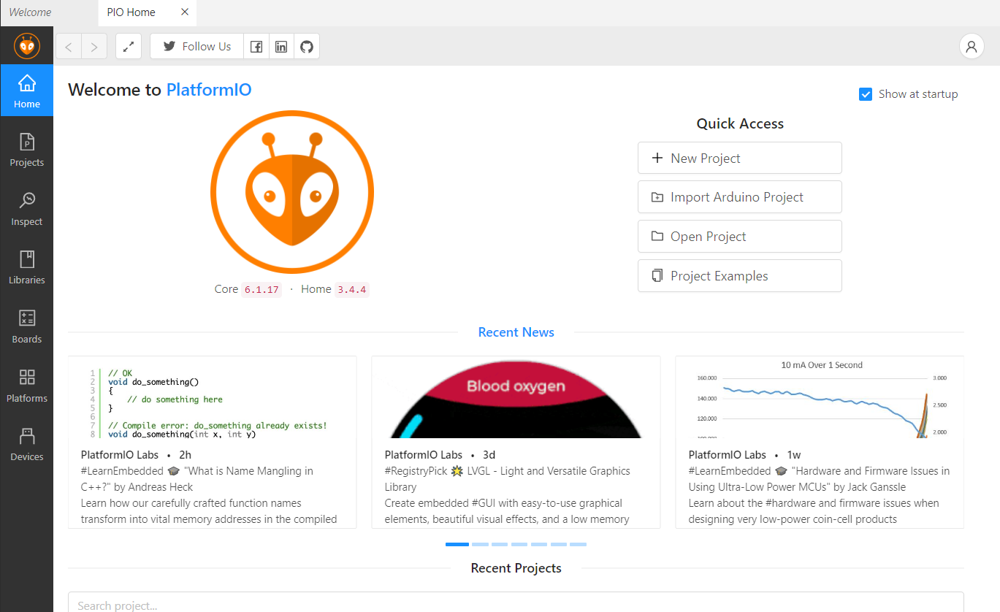 Welcome
PIO Home
Follow Us
Home
Projects
Inspect
Libraries
Boards
Platforms
Devices
Welcome to PlatformIO
Show at startup
Core 6.1.17 · Home 3.4.4
Quick Access
New Project
Import Arduino Project
Open Project
Project Examples
Recent News
1 // OK
2 void do_something()
3 {
4 // do something here
5 }
6
7 // Compile error: do_something already exists!
8 void do_something(int x, int y)
PlatformIO Labs • 2h
#LearnEmbedded 🎓 "What is Name Mangling in
C++?" by Andreas Heck
Learn how our carefully crafted function names
transform into vital memory addresses in the compiled
Blood oxygen
PlatformIO Labs • 3d
#RegistryPick 🌟 LVGL - Light and Versatile Graphics
Library
Create embedded #GUI with easy-to-use graphical
elements, beautiful visual effects, and a low memory
10 mA Over 1 Second
160.000
140.000
120.000
3.000
2.500
2.000
PlatformIO Labs • 1w
#LearnEmbedded 🎓 "Hardware and Firmware Issues in
Using Ultra-Low Power MCUs" by Jack Ganssle
Learn about the #hardware and firmware issues when
designing very low-power coin-cell products
Recent Projects
Search project...